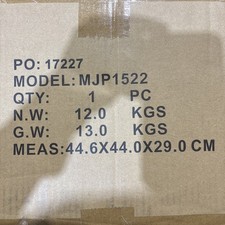 PO: 17227
MODEL: MJP1522
QTY: 1 PC
N.W: 12.0 KGS
G.W: 13.0 KGS
MEAS:44.6X44.0X29.0 CM